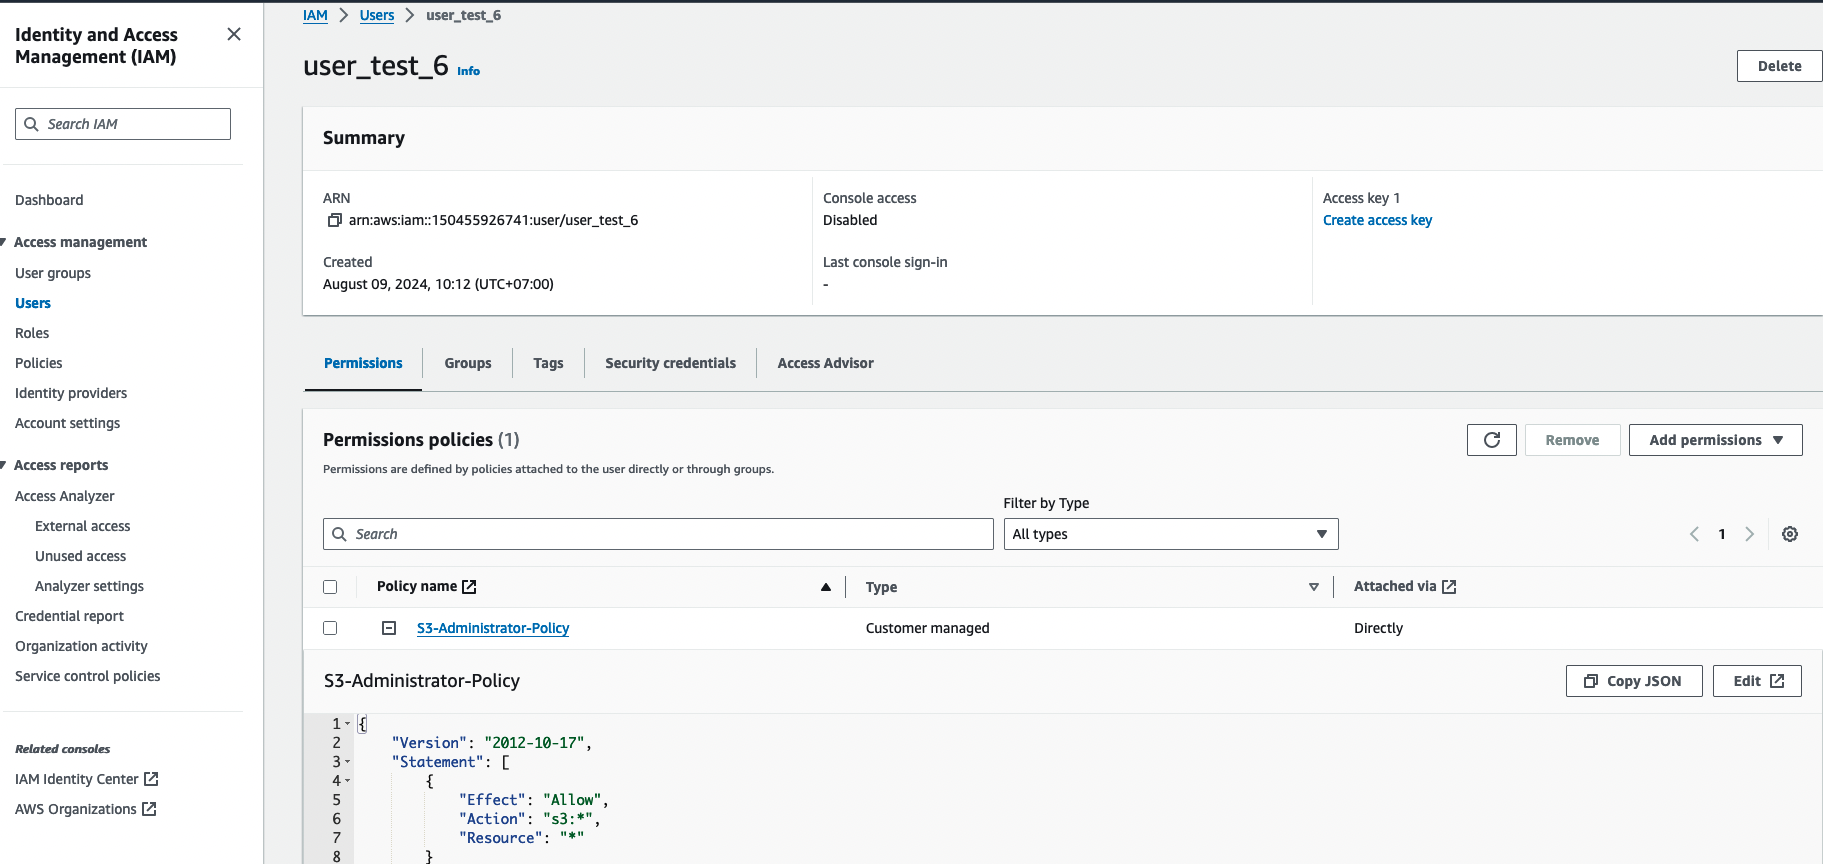 IAM > Users > user_test_6
Identity and Access
Management (IAM)
Search IAM
Dashboard
Access management
User groups
Users
Roles
Policies
Identity providers
Account settings
Access reports
Access Analyzer
External access
Unused access
Analyzer settings
Credential report
Organization activity
Service control policies
Related consoles
IAM Identity Center
AWS Organizations
user_test_6 Info
Delete
Summary
ARN
arn:aws:iam::150455926741:user/user_test_6
Created
August 09, 2024, 10:12 (UTC+07:00)
Console access
Disabled
Last console sign-in
-
Access key 1
Create access key
Permissions Groups Tags Security credentials Access Advisor
Permissions policies (1)
Remove Add permissions
Permissions are defined by policies attached to the user directly or through groups.
Filter by Type
Search All types 1
Policy name Type Attached via
S3-Administrator-Policy Customer managed Directly
S3-Administrator-Policy
Copy JSON Edit
1 {
2 "Version": "2012-10-17",
3 "Statement": [
4 {
5 "Effect": "Allow",
6 "Action": "s3:*",
7 "Resource": "*"
8 }